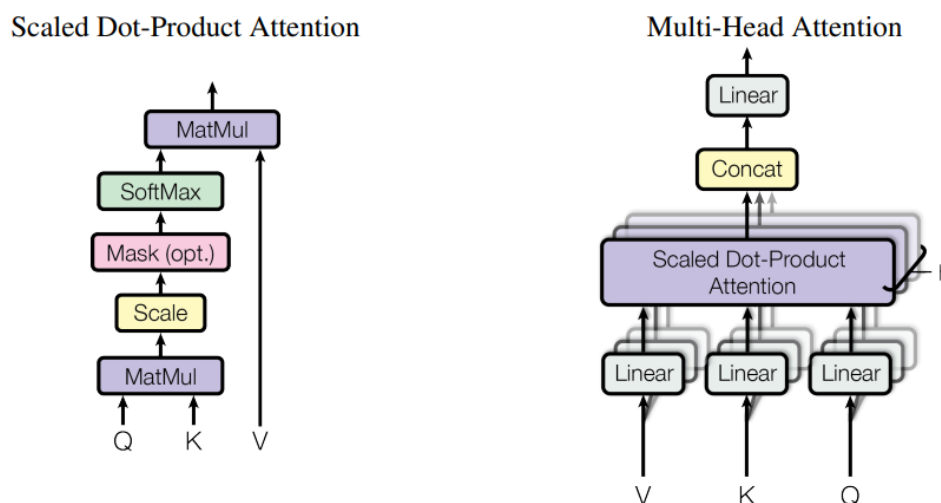 Scaled Dot-Product Attention
MatMul
SoftMax
Mask (opt.)
Scale
MatMul
Q K V
Multi-Head Attention
Linear
Concat
Scaled Dot-Product
Attention
Linear Linear Linear
V K Q